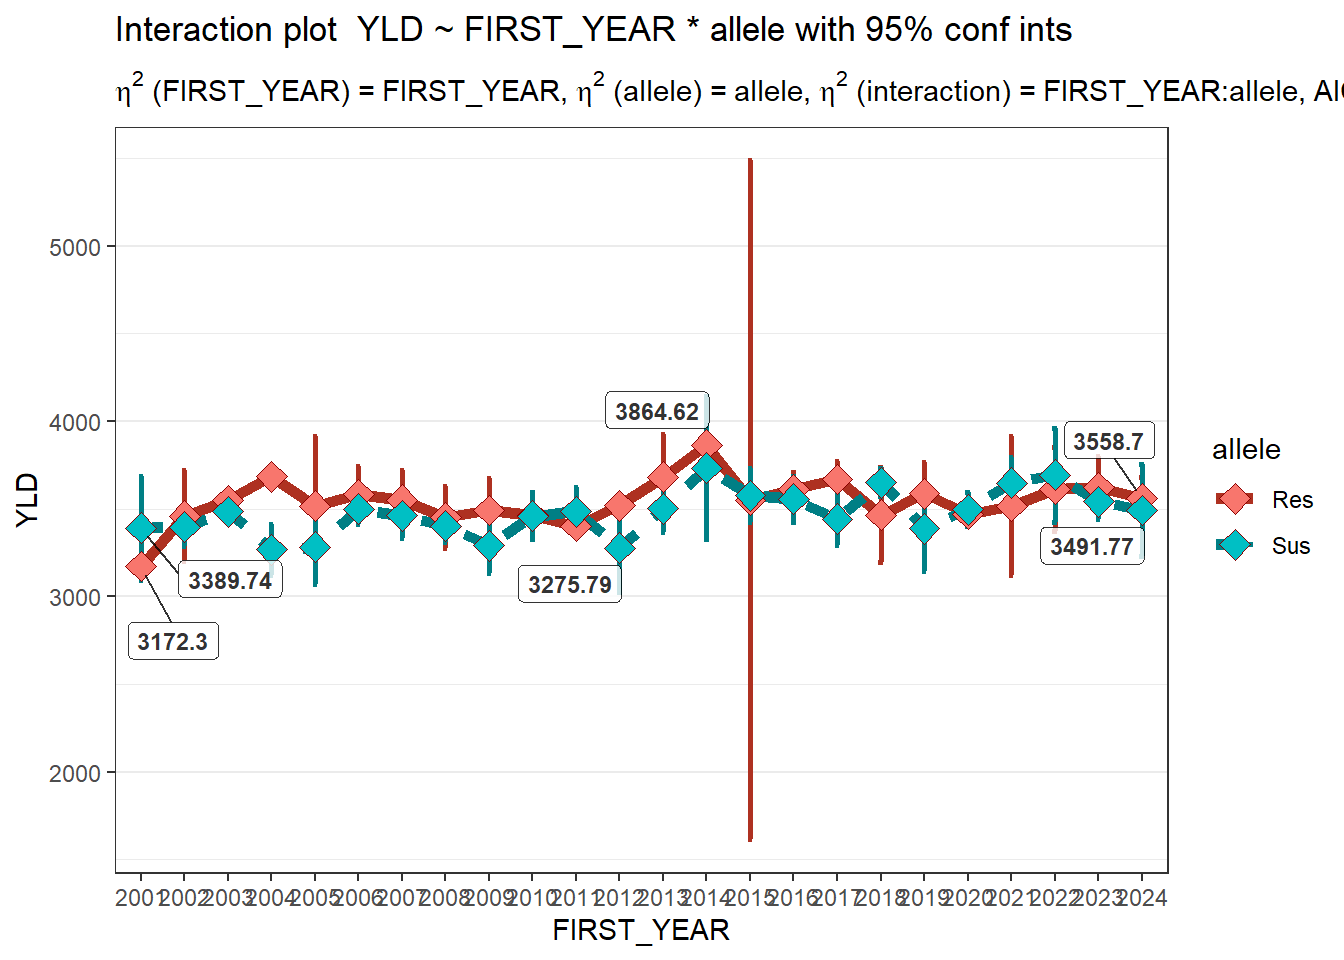 Interaction plot  YLD ~ FIRST_YEAR * allele with 95% conf ints
η² (FIRST_YEAR) = FIRST_YEAR, η² (allele) = allele, η² (interaction) = FIRST_YEAR:allele, AIC
5000
4000
3000
2000
YLD
3864.62
3558.7
3389.74
3275.79
3491.77
3172.3
allele
Res
Sus
2001 2002 2003 2004 2005 2006 2007 2008 2009 2010 2011 2012 2013 2014 2015 2016 2017 2018 2019 2020 2021 2022 2023 2024
FIRST_YEAR